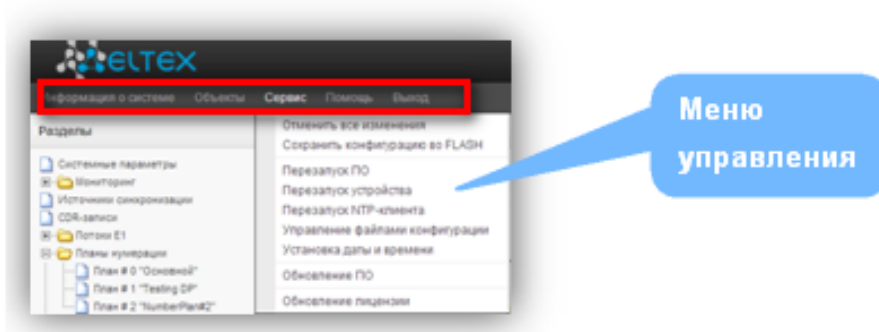 ELTEX
Информация о системе Объекты Сервис Помощь Выход
Разделы
Системные параметры
Мониторинг
Источники синхронизации
CDR-записи
Потоки E1
Планы нумерации
План # 0 "Основной"
План # 1 "Testing DP"
План # 2 "NumberPlan#2"
Отменить все изменения
Сохранить конфигурацию во FLASH
Перезапуск ПО
Перезапуск устройства
Перезапуск NTP-клиента
Управление файлами конфигурации
Установка даты и времени
Обновление ПО
Обновление лицензии
Меню
управления